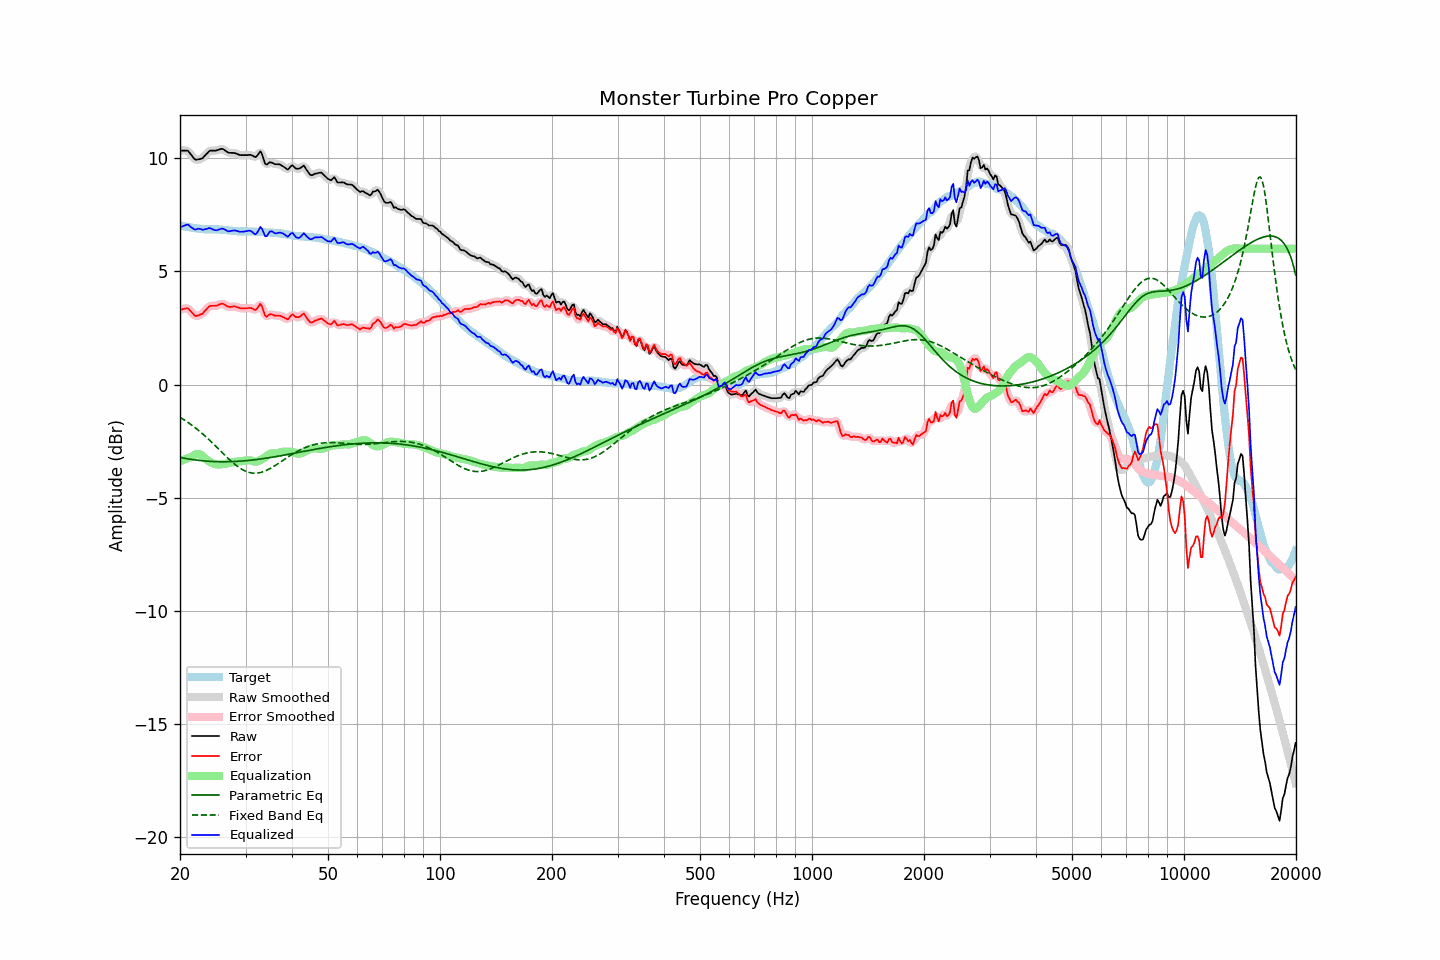 Monster Turbine Pro Copper
Amplitude (dBr)
10
5
0
−5
−10
−15
−20
Target
Raw Smoothed
Error Smoothed
Raw
Error
Equalization
Parametric Eq
Fixed Band Eq
Equalized
20 50 100 200 500 1000 2000 5000 10000 20000
Frequency (Hz)